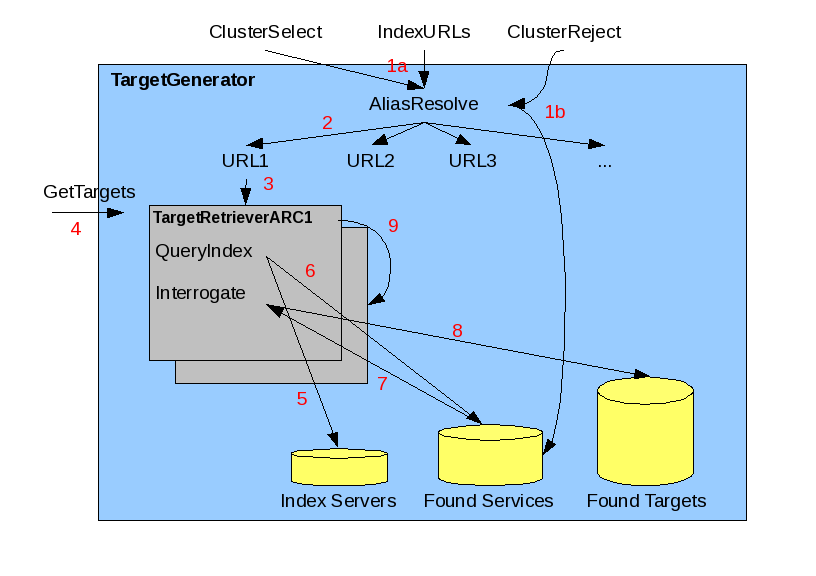 ClusterSelect
IndexURLs
ClusterReject
1a
TargetGenerator
AliasResolve
1b
2
URL1
URL2
URL3
...
3
GetTargets
4
TargetRetrieverARC1
9
QueryIndex
6
Interrogate
8
7
5
Index Servers
Found Services
Found Targets